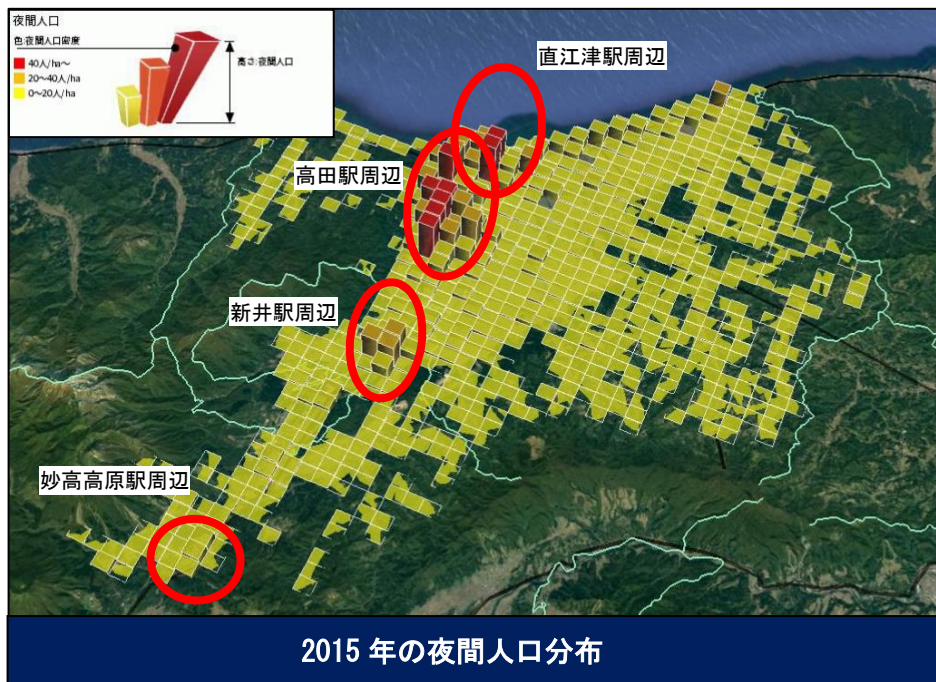 夜間人口
色:夜間人口密度
40人/ha～
20～40人/ha
0～20人/ha
高さ:夜間人口
直江津駅周辺
高田駅周辺
新井駅周辺
妙高高原駅周辺
2015 年の夜間人口分布